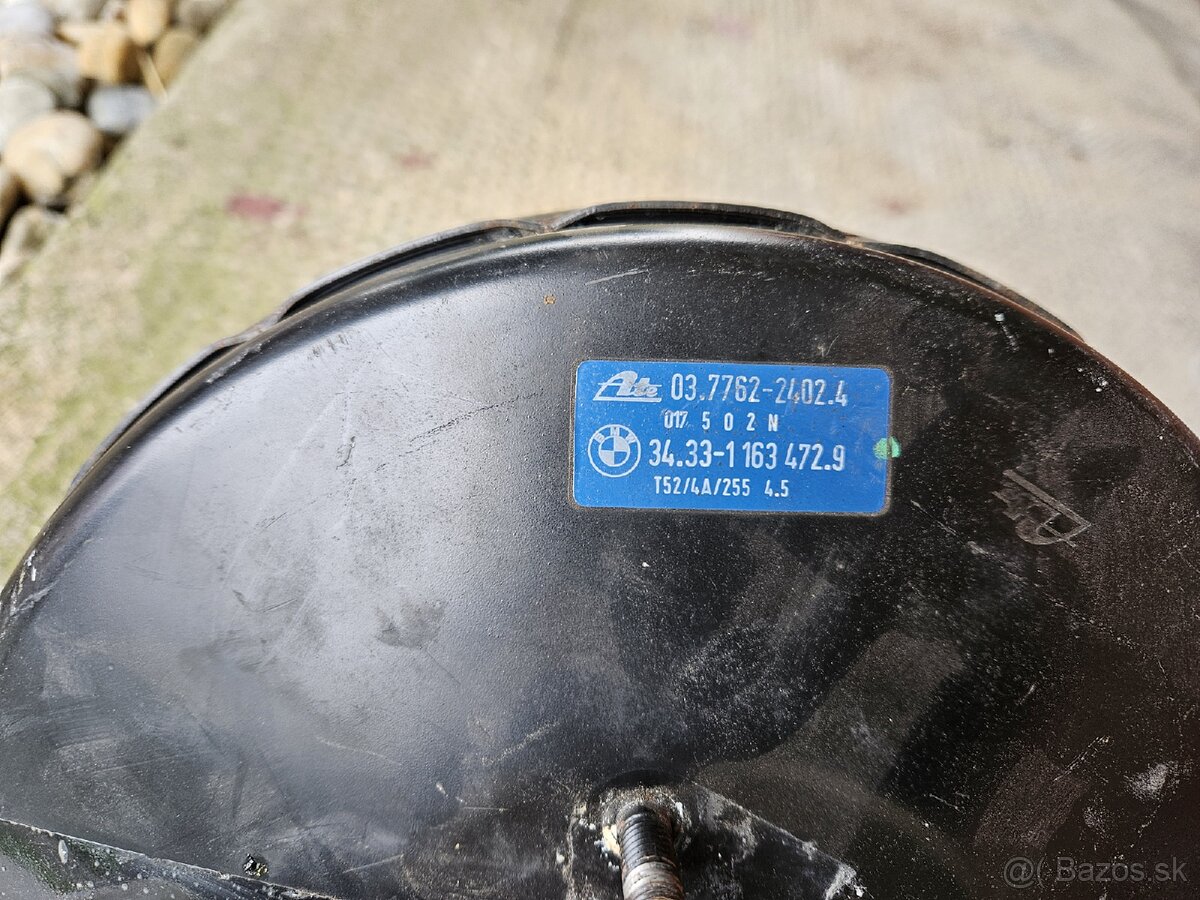 Ate 03.7762-2402.4
017 5 0 2 N
BMW 34.33-1 163 472.9
T52/4A/255 4.5
@( Bazos.sk